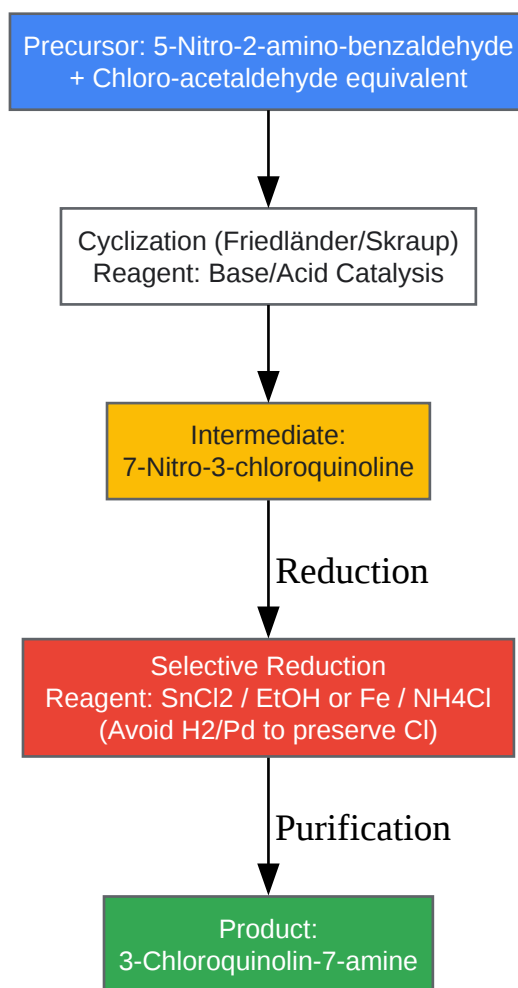 Precursor: 5-Nitro-2-amino-benzaldehyde
+ Chloro-acetaldehyde equivalent
Cyclization (Friedländer/Skraup)
Reagent: Base/Acid Catalysis
Intermediate:
7-Nitro-3-chloroquinoline
Reduction
Selective Reduction
Reagent: SnCl2 / EtOH or Fe / NH4Cl
(Avoid H2/Pd to preserve Cl)
Purification
Product:
3-Chloroquinolin-7-amine